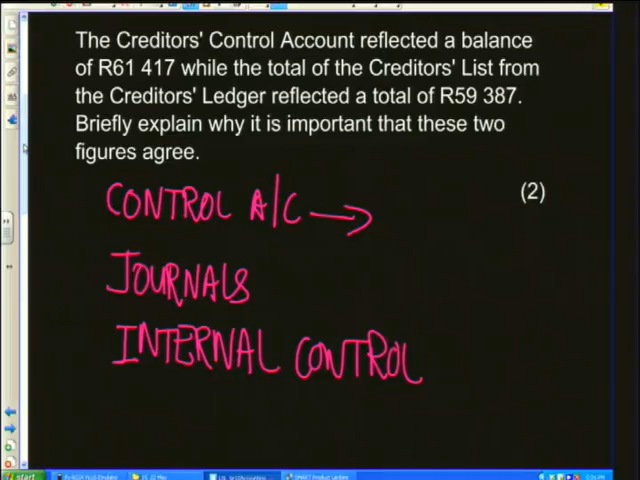 The Creditors' Control Account reflected a balance
of R61 417 while the total of the Creditors' List from
the Creditors' Ledger reflected a total of R59 387.
Briefly explain why it is important that these two
figures agree.
(2)
CONTROL A/C →
JOURNALS
INTERNAL CONTROL
start